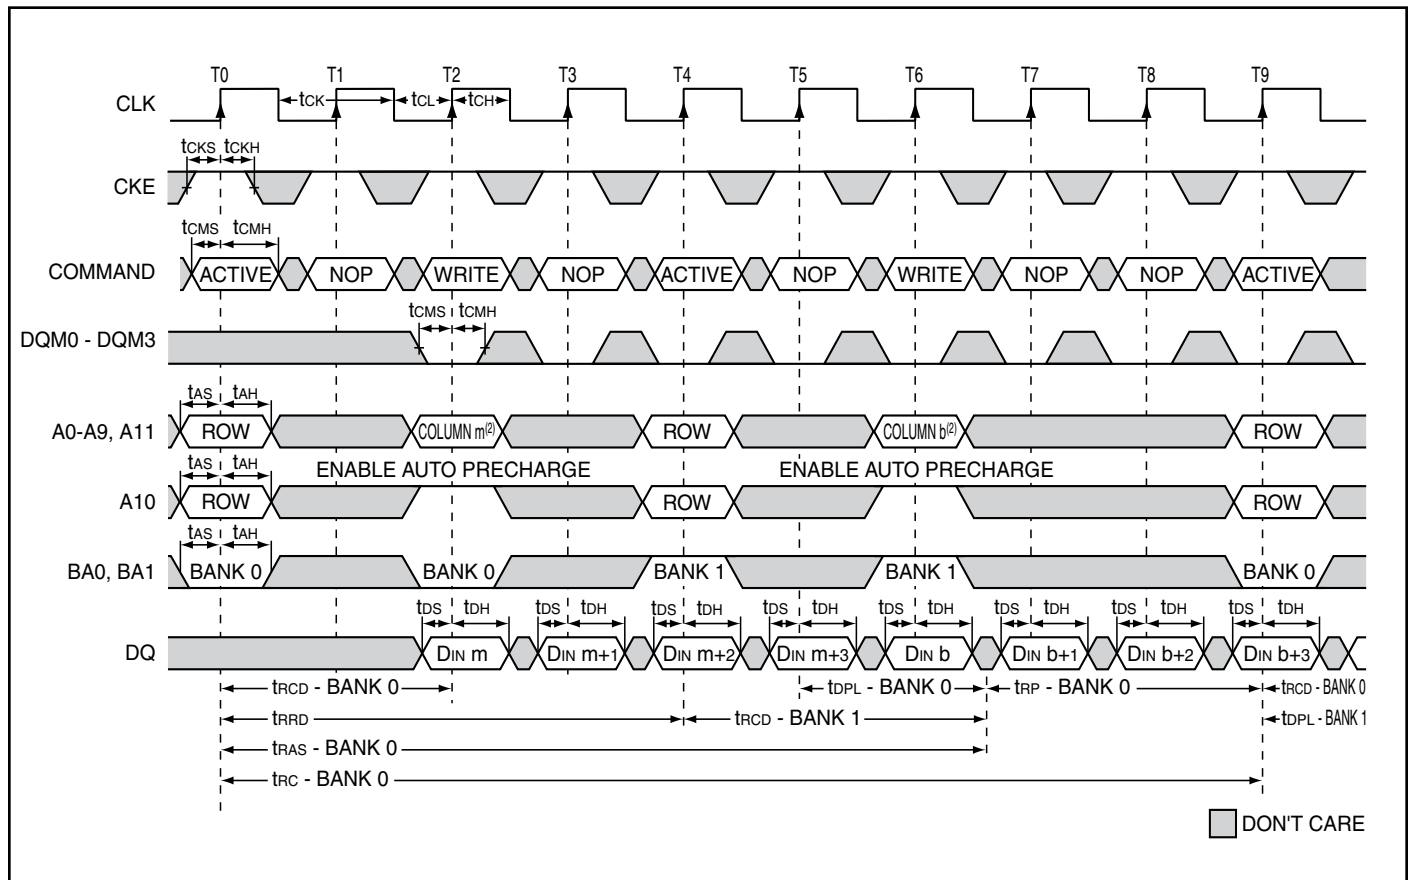 T0 T1 T2 T3 T4 T5 T6 T7 T8 T9
CLK tCK tCL tCH
tCKS tCKH
CKE
tCMS tCMH
COMMAND ACTIVE NOP WRITE NOP ACTIVE NOP WRITE NOP NOP ACTIVE
tCMS tCMH
DQM0 - DQM3
tAS tAH
A0-A9, A11 ROW COLUMN m(2) ROW COLUMN b(2) ROW
tAS tAH ENABLE AUTO PRECHARGE ENABLE AUTO PRECHARGE
A10 ROW ROW ROW
tAS tAH
BA0, BA1 BANK 0 BANK 0 BANK 1 BANK 1 BANK 0
tDS tDH tDS tDH tDS tDH tDS tDH tDS tDH tDS tDH tDS tDH tDS tDH
DQ DIN m DIN m+1 DIN m+2 DIN m+3 DIN b DIN b+1 DIN b+2 DIN b+3
tRCD - BANK 0 tDPL - BANK 0 tRP - BANK 0 tRCD - BANK 0
tRRD tRCD - BANK 1 tDPL - BANK 1
tRAS - BANK 0
tRC - BANK 0
DON'T CARE